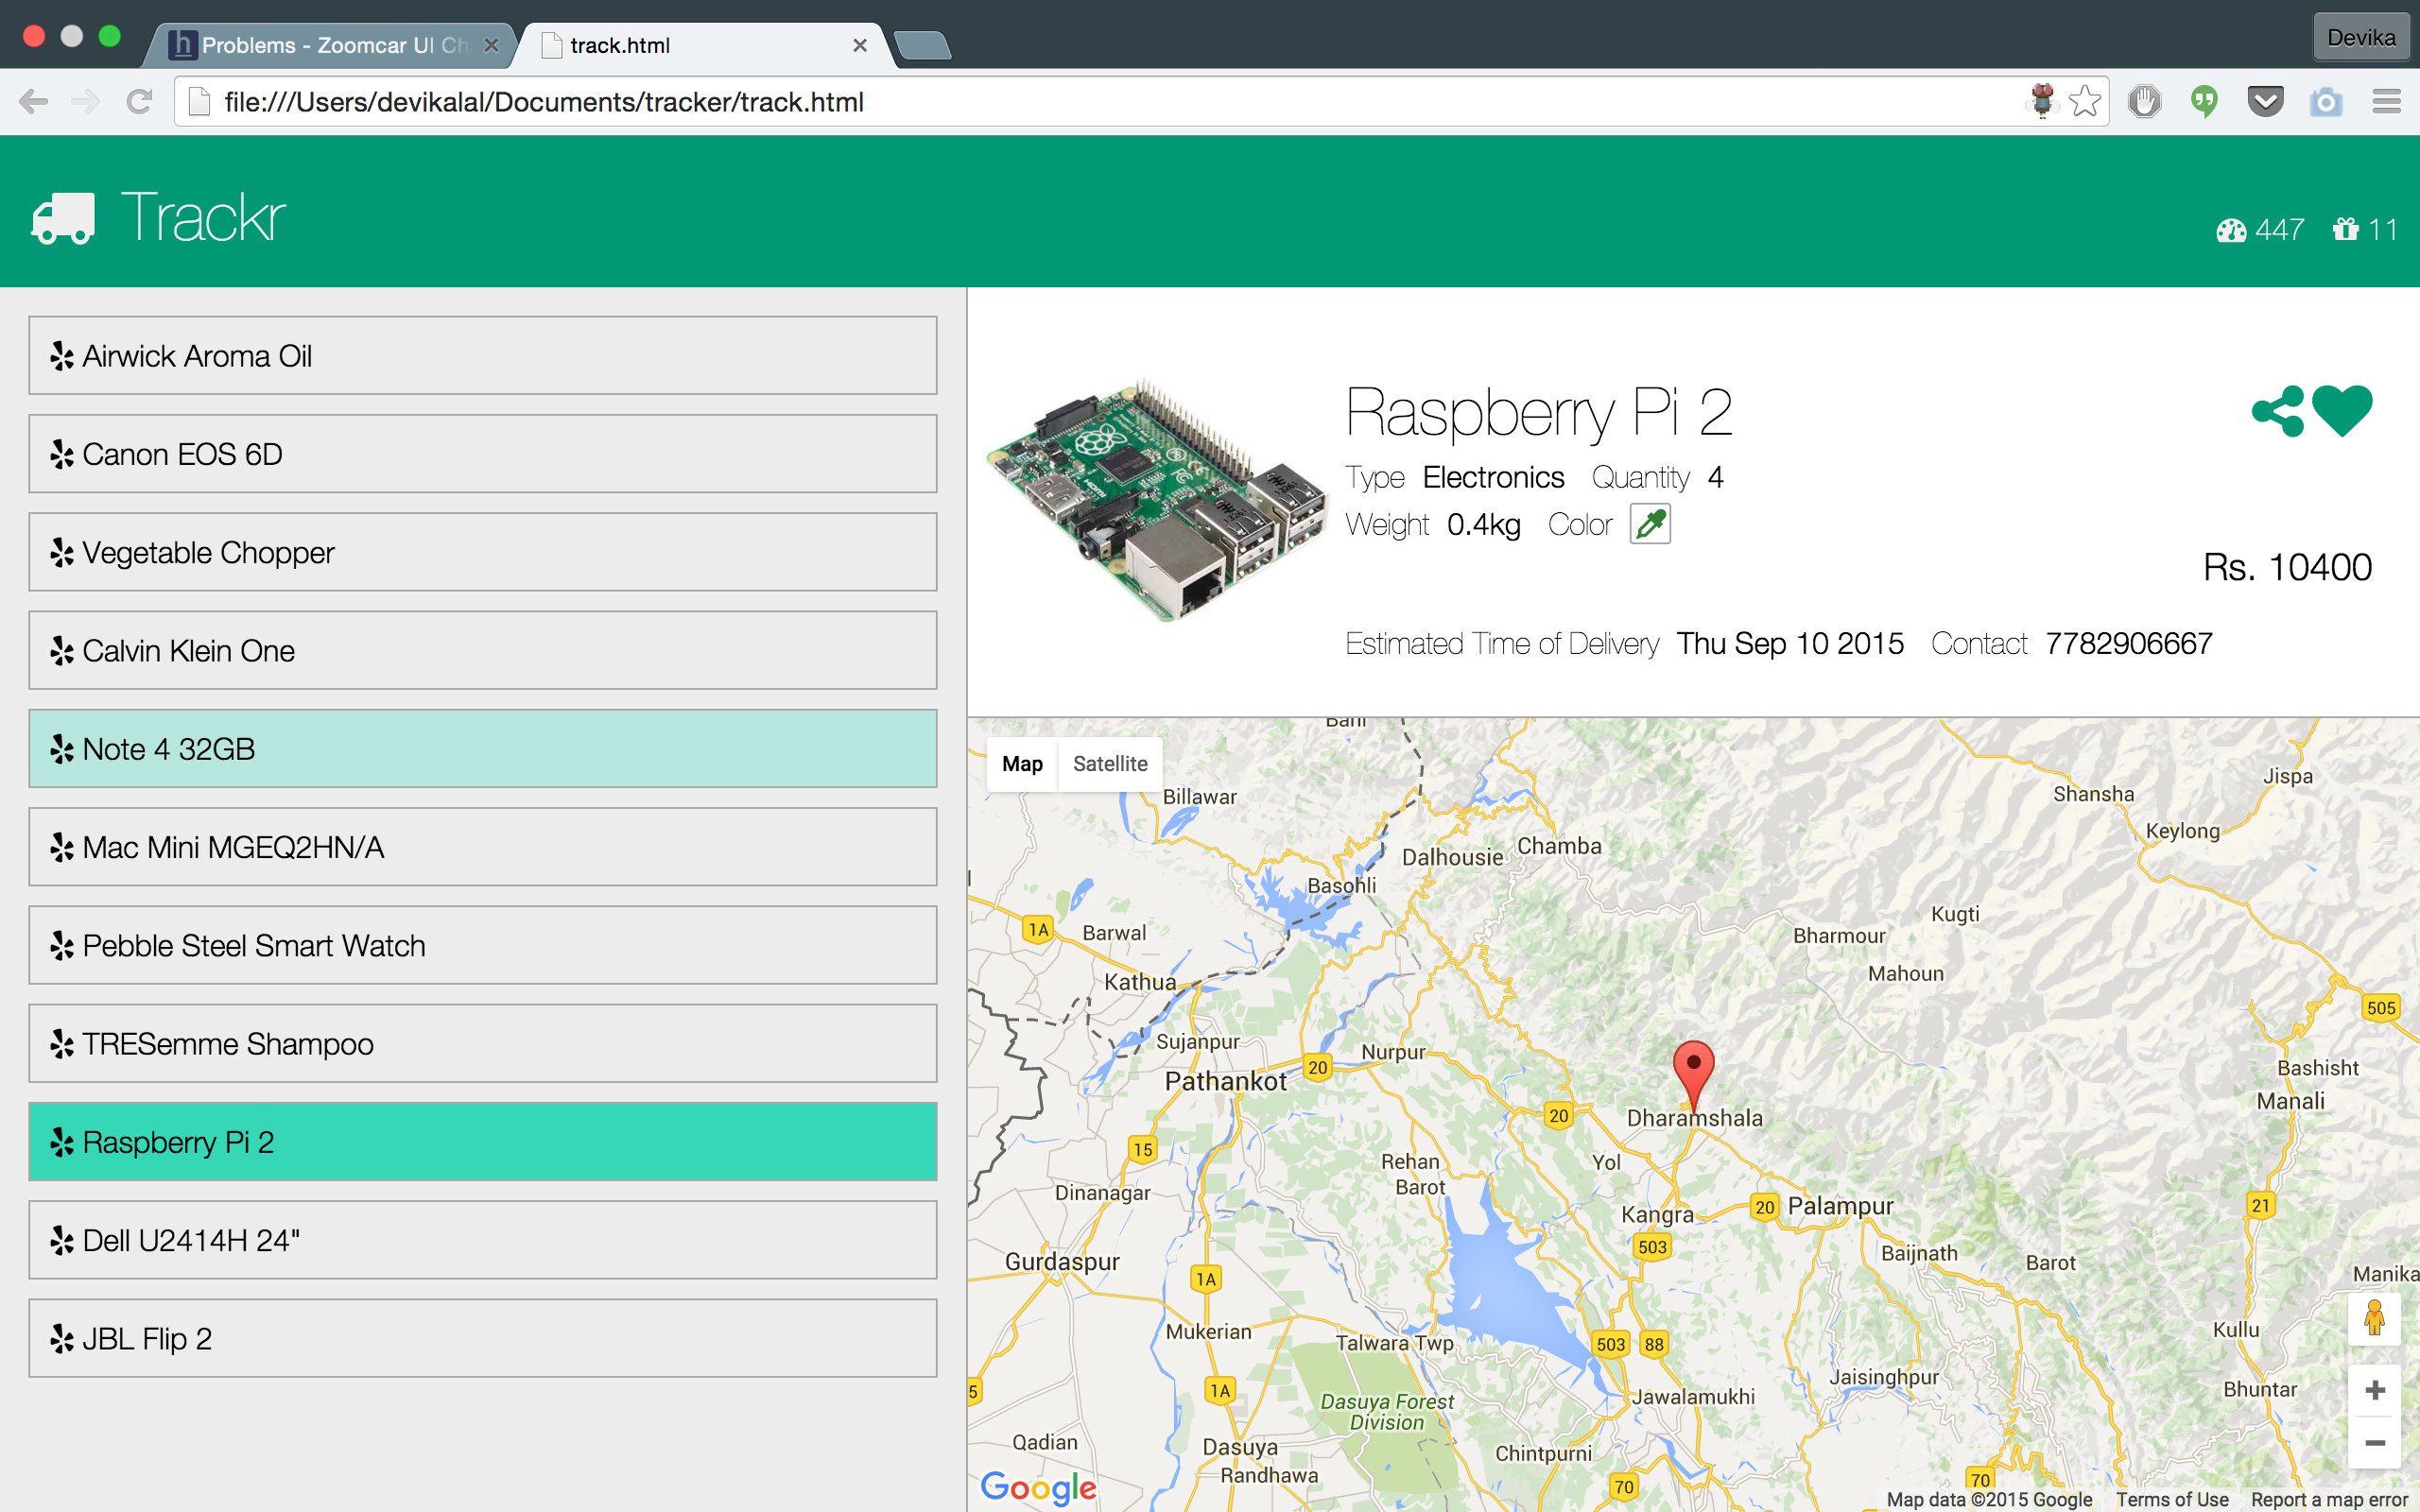 Problems - Zoomcar UI Ch
track.html
Devika
file:///Users/devikalal/Documents/tracker/track.html
Trackr
447
11
Airwick Aroma Oil
Canon EOS 6D
Vegetable Chopper
Calvin Klein One
Note 4 32GB
Mac Mini MGEQ2HN/A
Pebble Steel Smart Watch
TRESemme Shampoo
Raspberry Pi 2
Dell U2414H 24"
JBL Flip 2
Raspberry Pi 2
Type Electronics Quantity 4
Weight 0.4kg Color
Rs. 10400
Estimated Time of Delivery Thu Sep 10 2015 Contact 7782906667
Map Satellite
Bani
Billawar
Jispa
Shansha
Keylong
Dalhousie
Chamba
Basohli
Kugti
1A
Barwal
Bharmour
Mahoun
Kathua
505
Sujanpur
Nurpur
20
Pathankot
Bashisht
Manali
20
Dharamshala
15
Rehan
Barot
Yol
Dinanagar
Kangra
20
Palampur
21
503
Gurdaspur
Baijnath
Barot
1A
Manika
Mukerian
Talwara Twp
503
88
Kullu
5
1A
Dasuya Forest
Division
Jawalamukhi
Jaisinghpur
Bhuntar
Qadian
Dasuya
Randhawa
Chintpurni
70
70
Google
Map data ©2015 Google Terms of Use Report a map error